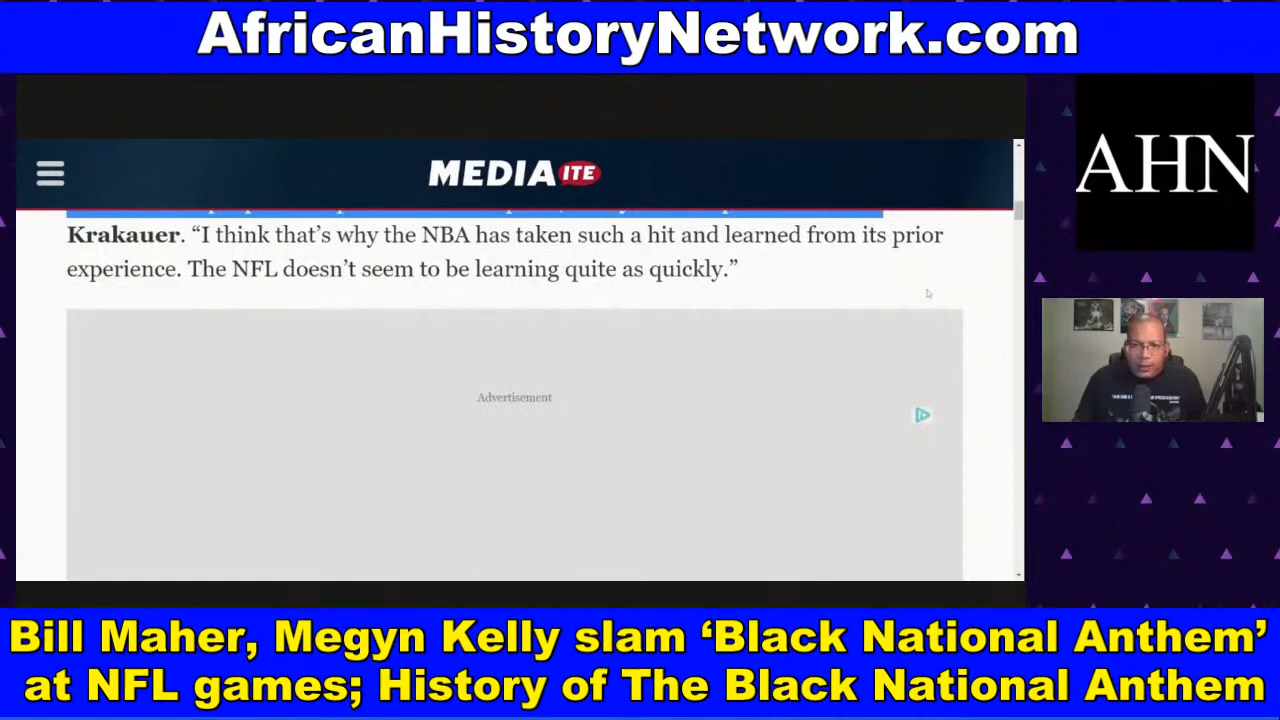 AfricanHistoryNetwork.com
MEDIAITE
AHN
Krakauer. “I think that’s why the NBA has taken such a hit and learned from its prior
experience. The NFL doesn’t seem to be learning quite as quickly.”
Advertisement
Bill Maher, Megyn Kelly slam ‘Black National Anthem’
at NFL games; History of The Black National Anthem